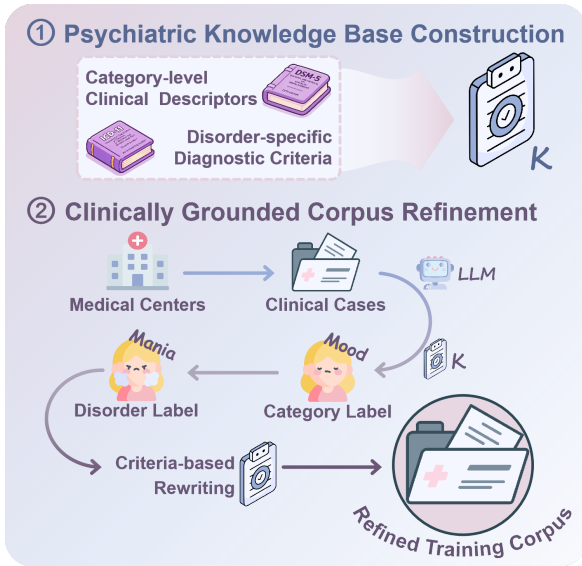 ① Psychiatric Knowledge Base Construction
Category-level
Clinical Descriptors
DSM-5
ICD-11
Disorder-specific
Diagnostic Criteria
K
② Clinically Grounded Corpus Refinement
Medical Centers
Clinical Cases
LLM
K
Mania
Mood
Disorder Label
Category Label
Criteria-based
Rewriting
Refined Training Corpus